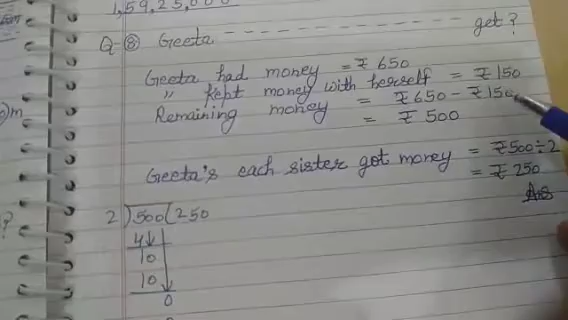 1,59,25,000
Q-⑧ Geeta - - - - - - - - - - - - - - get?
Geeta had money = ₹ 650
" kept money with herself = ₹ 150
Remaining money = ₹ 650 - ₹ 150
= ₹ 500
Geeta's each sister got money = ₹ 500 ÷ 2
= ₹ 250
Ans
2)500(250
4
10
10
0
)m
?